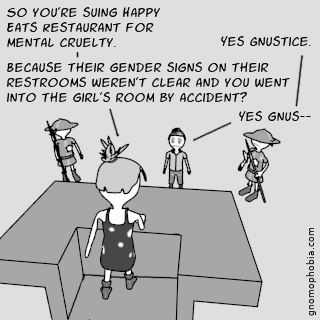 SO YOU'RE SUING HAPPY
EATS RESTAURANT FOR
MENTAL CRUELTY.
YES GNUSTICE.
BECAUSE THEIR GENDER SIGNS ON THEIR
RESTROOMS WEREN'T CLEAR AND YOU WENT
INTO THE GIRL'S ROOM BY ACCIDENT?
YES GNUS--
gnomophobia.com